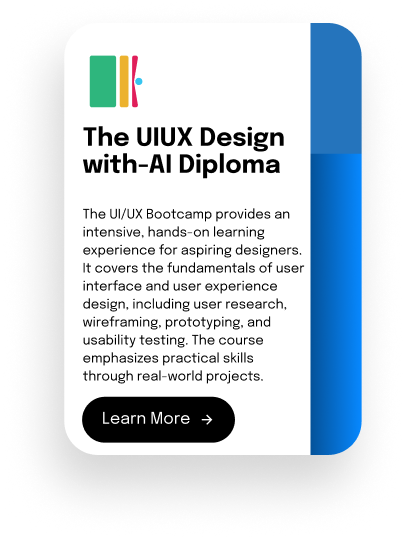 The UIUX Design
with-AI Diploma
The UI/UX Bootcamp provides an
intensive, hands-on learning
experience for aspiring designers.
It covers the fundamentals of user
interface and user experience
design, including user research,
wireframing, prototyping, and
usability testing. The course
emphasizes practical skills
through real-world projects.
Learn More →